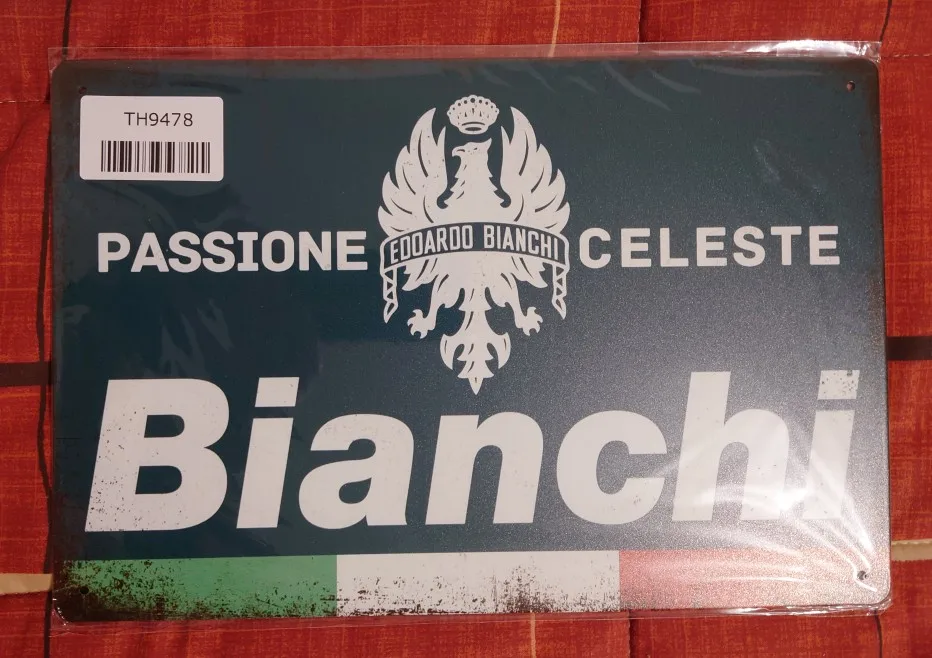 TH9478
PASSIONE EDOARDO BIANCHI CELESTE
Bianchi